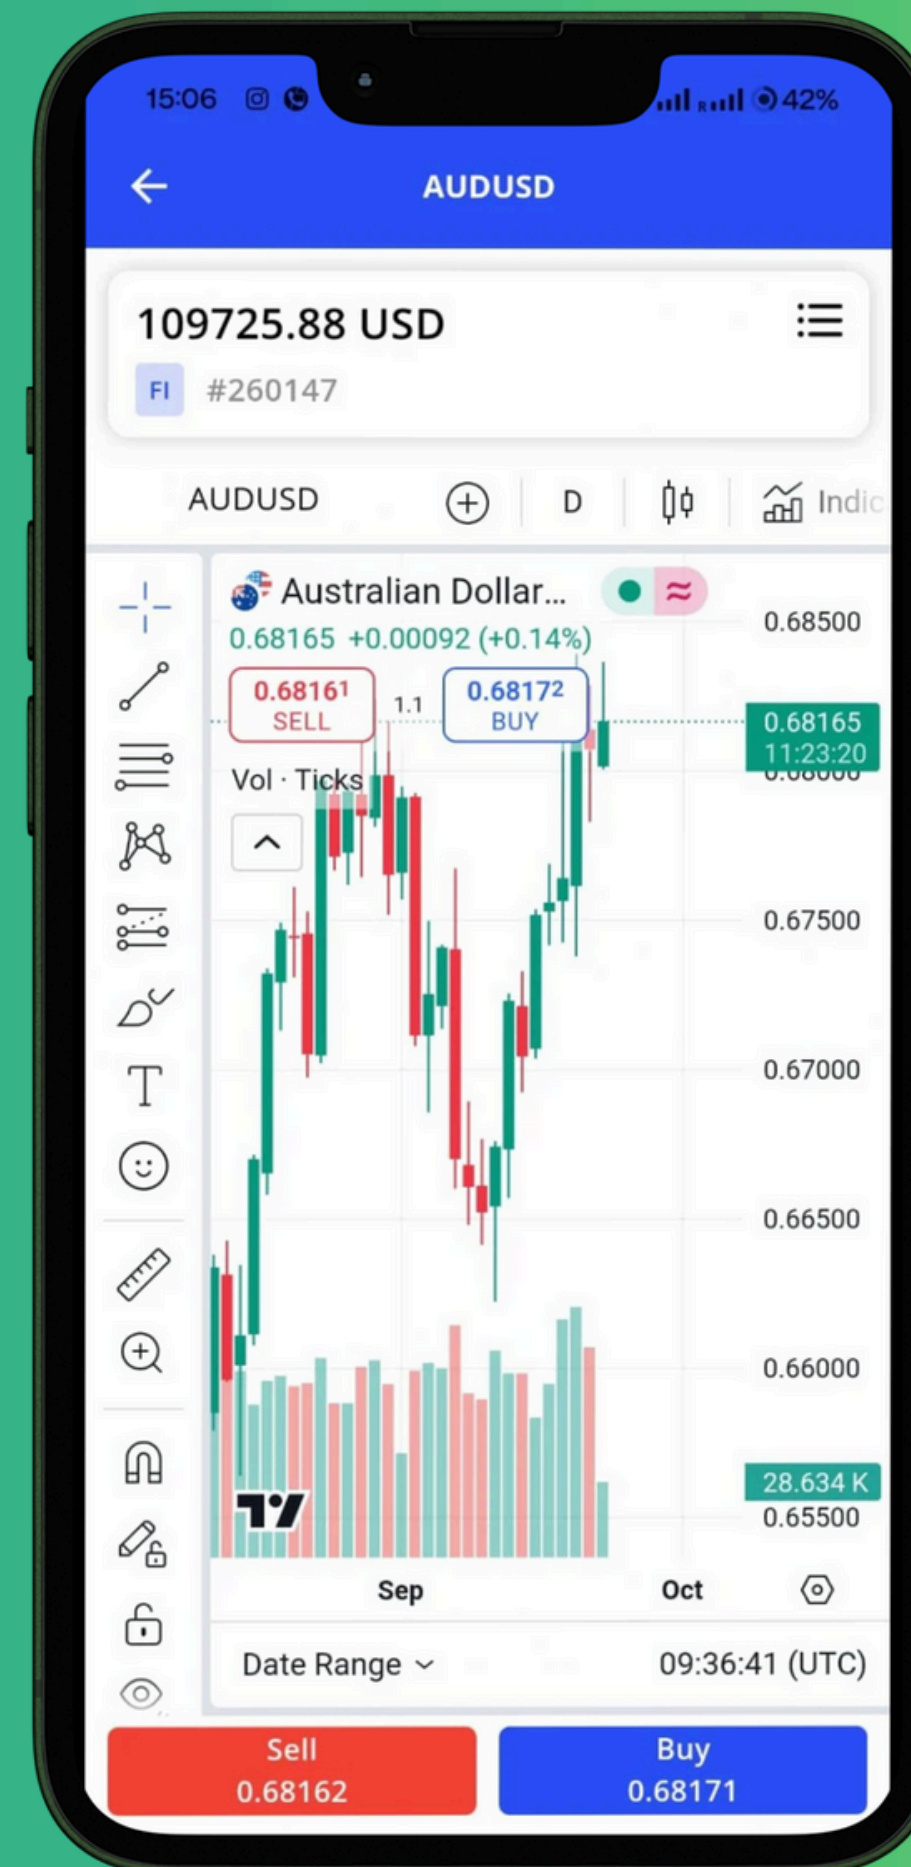 15:06
R
42%
AUDUSD
109725.88 USD
FI #260147
AUDUSD
D
Indic
Australian Dollar...
0.68165 +0.00092 (+0.14%)
0.68161
SELL
1.1
0.68172
BUY
Vol · Ticks
0.68500
0.68165
11:23:20
0.68000
0.67500
0.67000
0.66500
0.66000
28.634 K
0.65500
Sep
Oct
Date Range
09:36:41 (UTC)
Sell
0.68162
Buy
0.68171